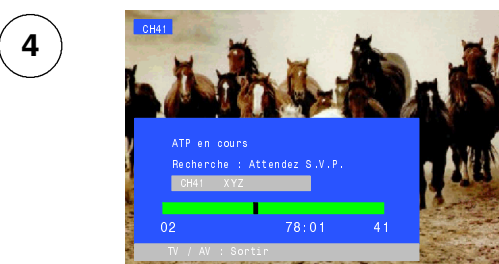 4
CH41
ATP en cours
Recherche : Attendez S.V.P.
CH41 XYZ
02 78:01 41
TV / AV : Sortir